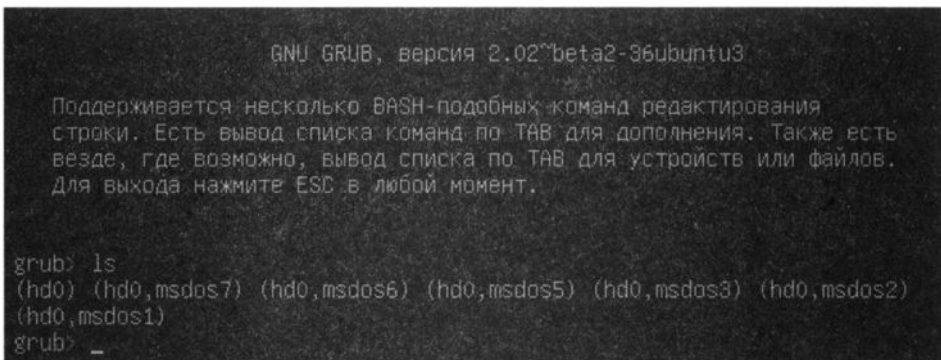 GNU GRUB, версия 2.02~beta2-36ubuntu3
Поддерживается несколько BASH-подобных команд редактирования
строки. Есть вывод списка команд по TAB для дополнения. Также есть
везде, где возможно, вывод списка по TAB для устройств или файлов.
Для выхода нажмите ESC в любой момент.
grub> ls
(hd0) (hd0,msdos7) (hd0,msdos6) (hd0,msdos5) (hd0,msdos3) (hd0,msdos2)
(hd0,msdos1)
grub> _